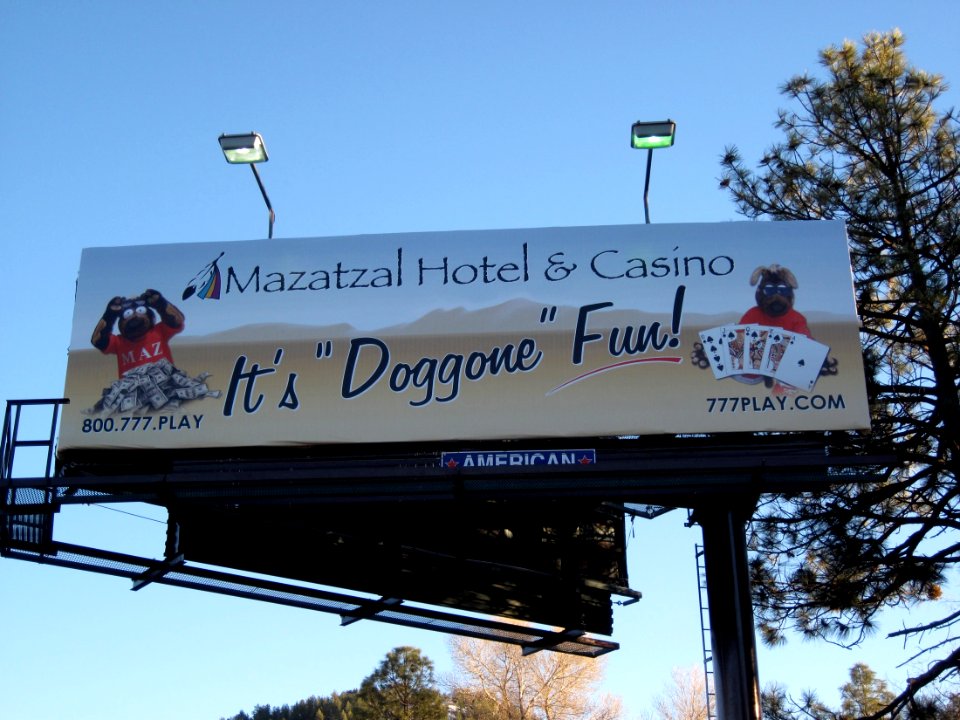 Mazatzal Hotel & Casino
MAZ
It's "Doggone" Fun!
800.777.PLAY
777PLAY.COM
AMERICAN